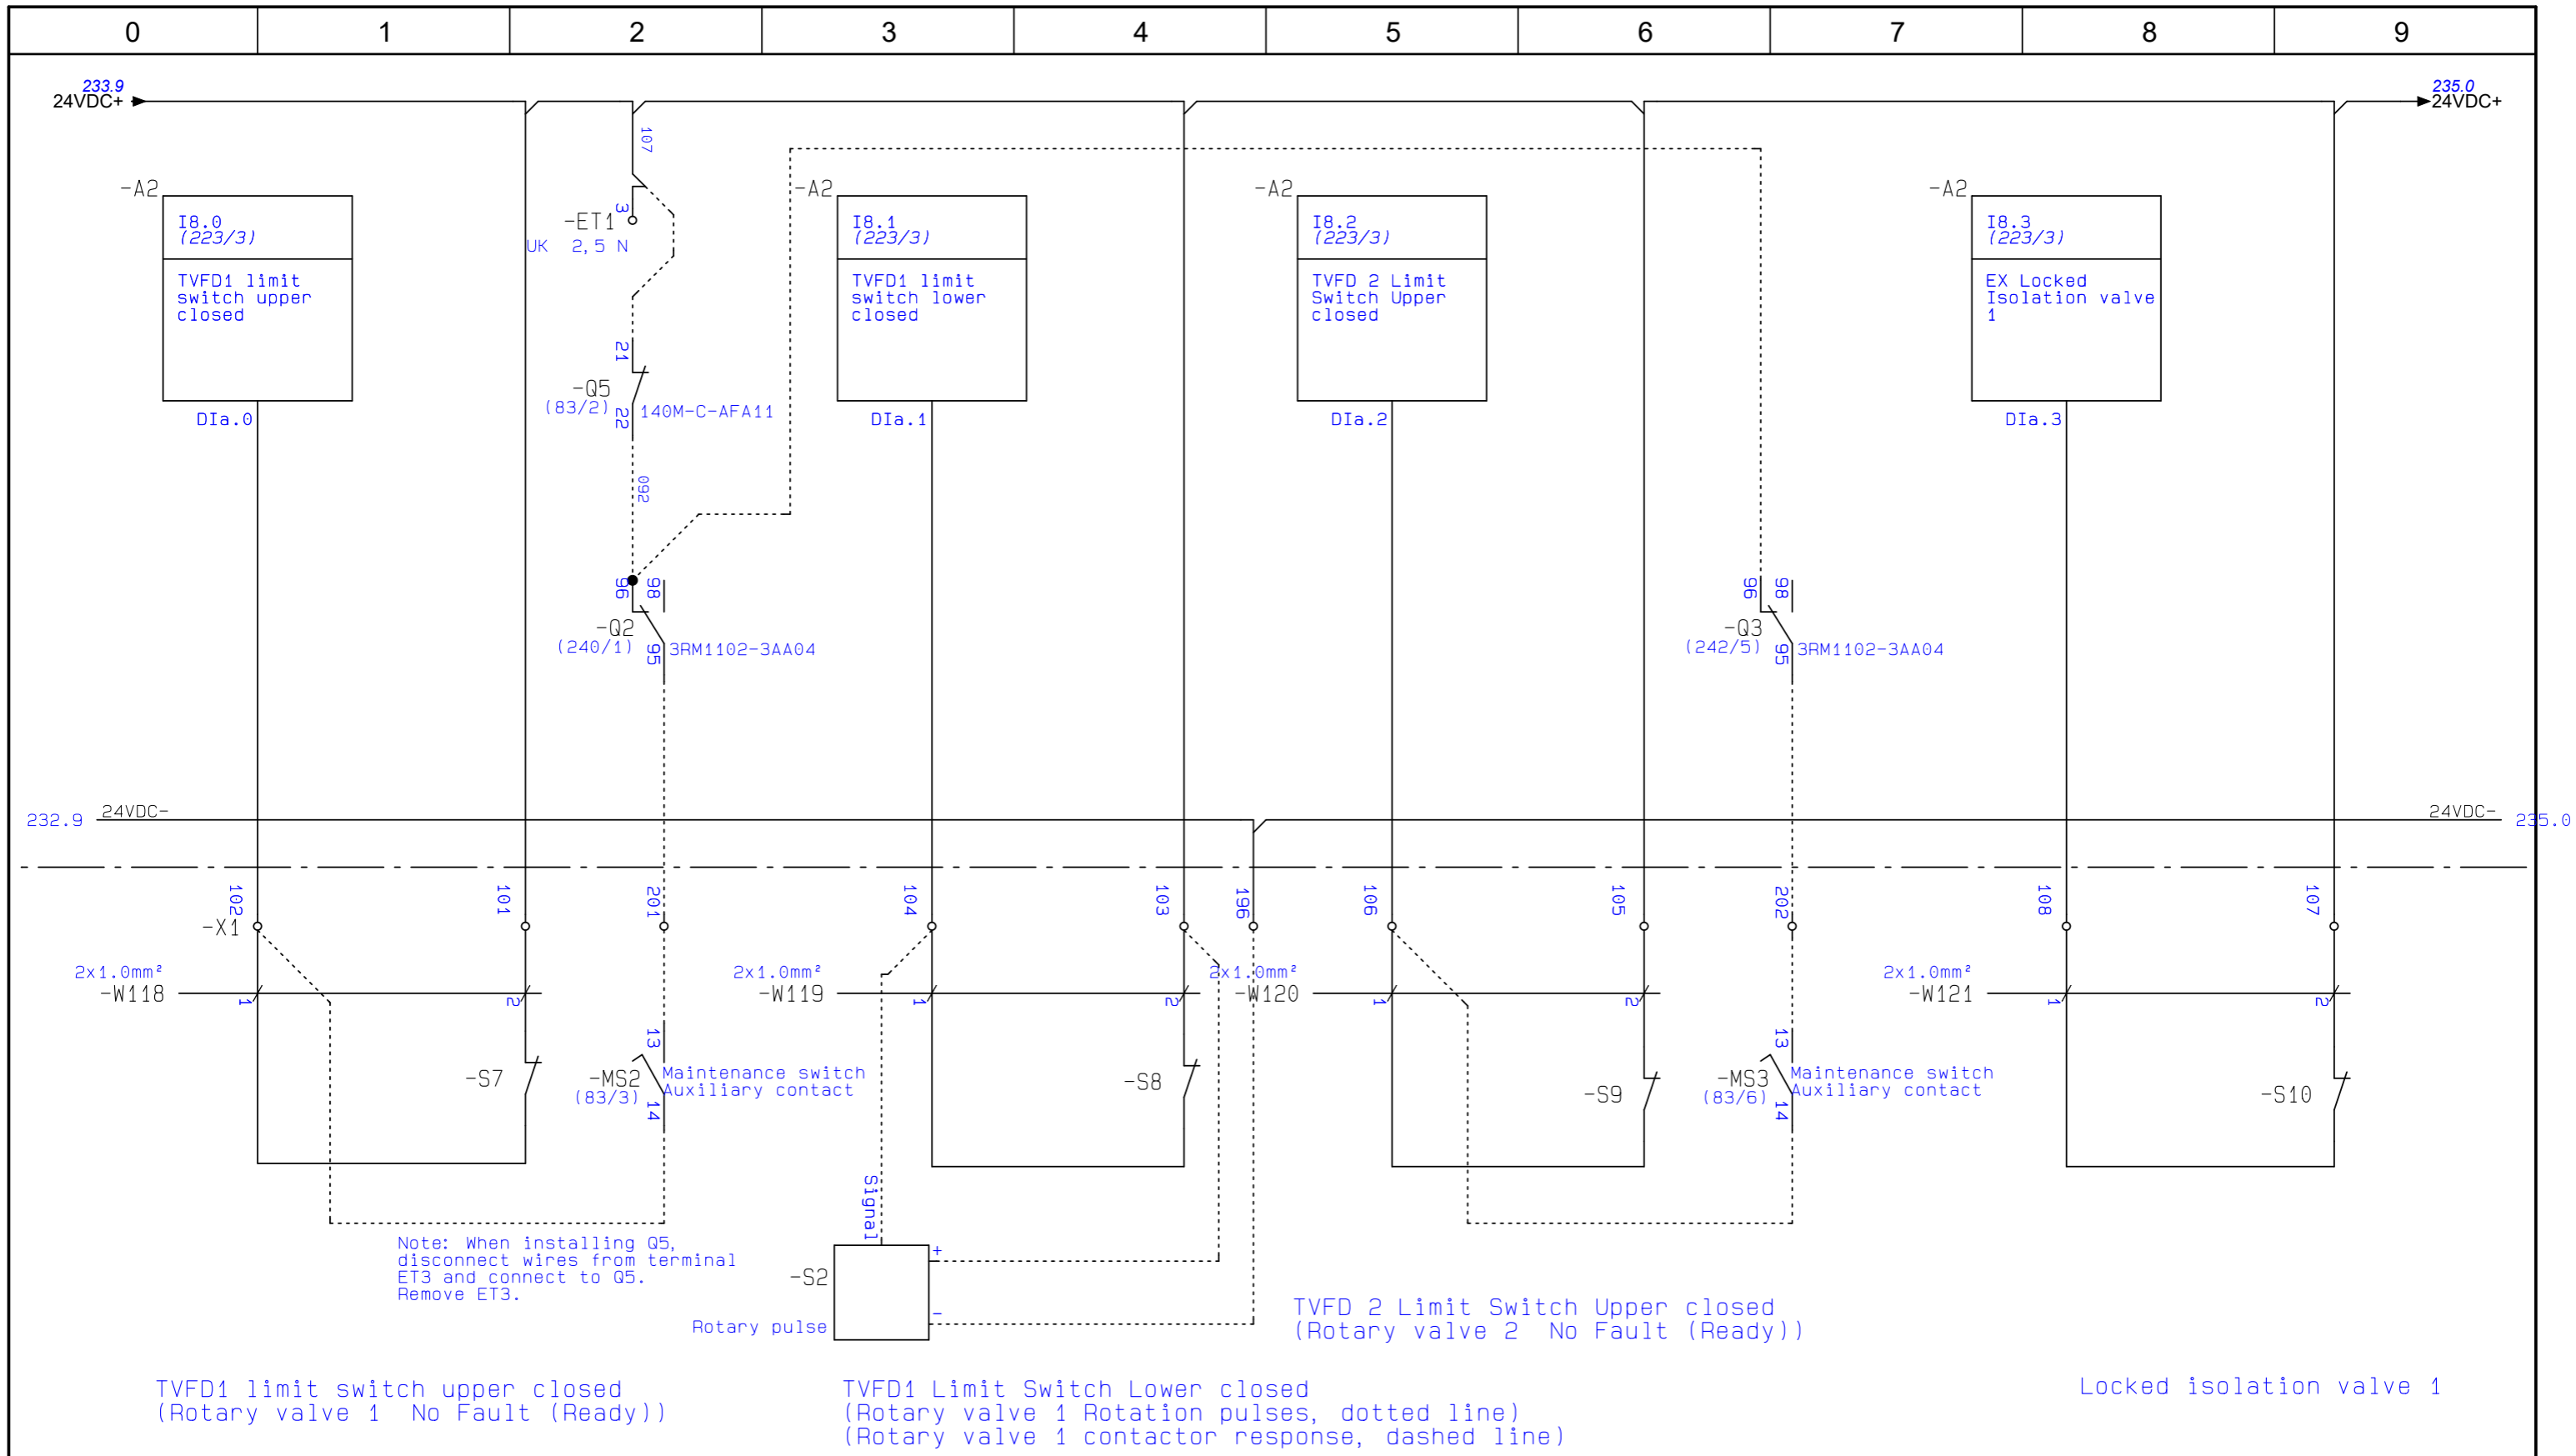 0 1 2 3 4 5 6 7 8 9
233.9
24VDC+
235.0
24VDC+
107
-A2
I8.0
(223/3)
TVFD1 limit
switch upper
closed
DIa.0
-ET1
3
UK 2,5 N
21
-Q5
(83/2)
22
140M-C-AFA11
092
96
98
-Q2
(240/1)
95
3RM1102-3AA04
-A2
I8.1
(223/3)
TVFD1 limit
switch lower
closed
DIa.1
-A2
I8.2
(223/3)
TVFD 2 Limit
Switch Upper
closed
DIa.2
96
98
-Q3
(242/5)
95
3RM1102-3AA04
-A2
I8.3
(223/3)
EX Locked
Isolation valve
1
DIa.3
232.9
24VDC-
24VDC-
235.0
102
101
201
104
103
196
106
105
202
108
107
-X1
2x1.0mm²
-W118
1
2
2x1.0mm²
-W119
1
2
2x1.0mm²
-W120
1
2
2x1.0mm²
-W121
1
2
-S7
13
-MS2
(83/3)
14
Maintenance switch
Auxiliary contact
-S8
-S9
13
-MS3
(83/6)
14
Maintenance switch
Auxiliary contact
-S10
Note: When installing Q5,
disconnect wires from terminal
ET3 and connect to Q5.
Remove ET3.
Signal
-S2
+
-
Rotary pulse
TVFD 2 Limit Switch Upper closed
(Rotary valve 2 No Fault (Ready))
TVFD1 limit switch upper closed
(Rotary valve 1 No Fault (Ready))
TVFD1 Limit Switch Lower closed
(Rotary valve 1 Rotation pulses, dotted line)
(Rotary valve 1 contactor response, dashed line)
Locked isolation valve 1